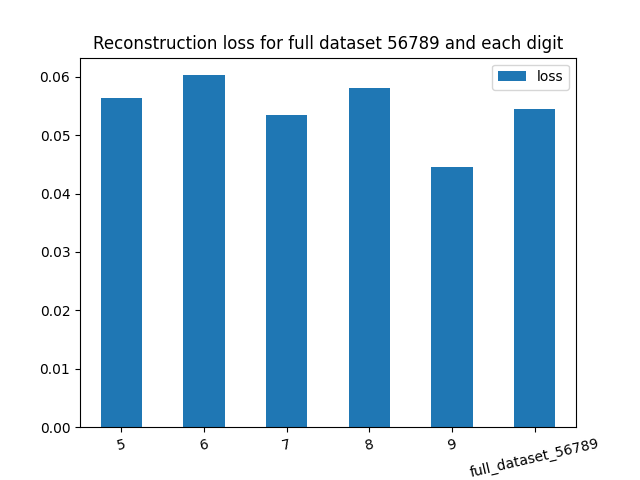 Reconstruction loss for full dataset 56789 and each digit
loss
0.06
0.05
0.04
0.03
0.02
0.01
0.00
5 6 7 8 9 full_dataset_56789